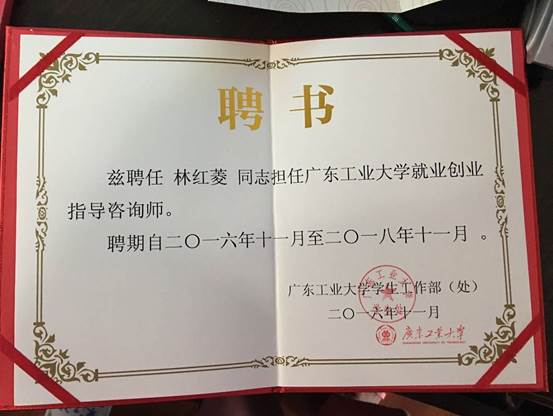 聘书
兹聘任 林红菱 同志担任广东工业大学就业创业
指导咨询师。
聘期自二〇一六年十一月至二〇一八年十一月 。
广东工业大学学生工作部（处）
二〇一六年十一月
广东工业大学